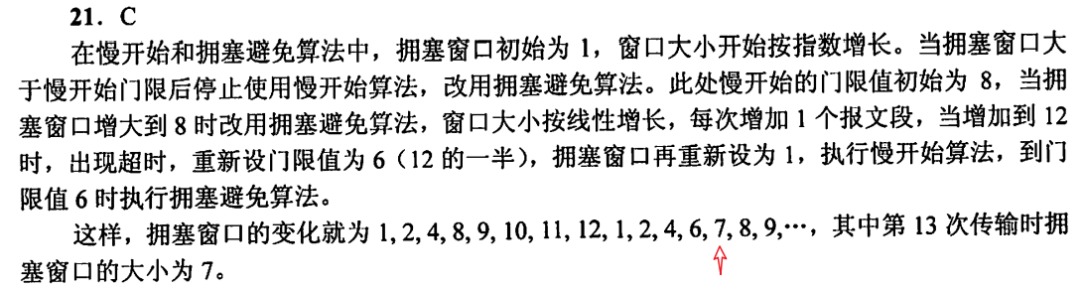 21．C
在慢开始和拥塞避免算法中，拥塞窗口初始为 1，窗口大小开始按指数增长。当拥塞窗口大
于慢开始门限后停止使用慢开始算法，改用拥塞避免算法。此处慢开始的门限值初始为 8，当拥
塞窗口增大到 8 时改用拥塞避免算法，窗口大小按线性增长，每次增加 1 个报文段，当增加到 12
时，出现超时，重新设门限值为 6（12 的一半），拥塞窗口再重新设为 1，执行慢开始算法，到门
限值 6 时执行拥塞避免算法。
这样，拥塞窗口的变化就为 1, 2, 4, 8, 9, 10, 11, 12, 1, 2, 4, 6, 7, 8, 9,…，其中第 13 次传输时拥
塞窗口的大小为 7。